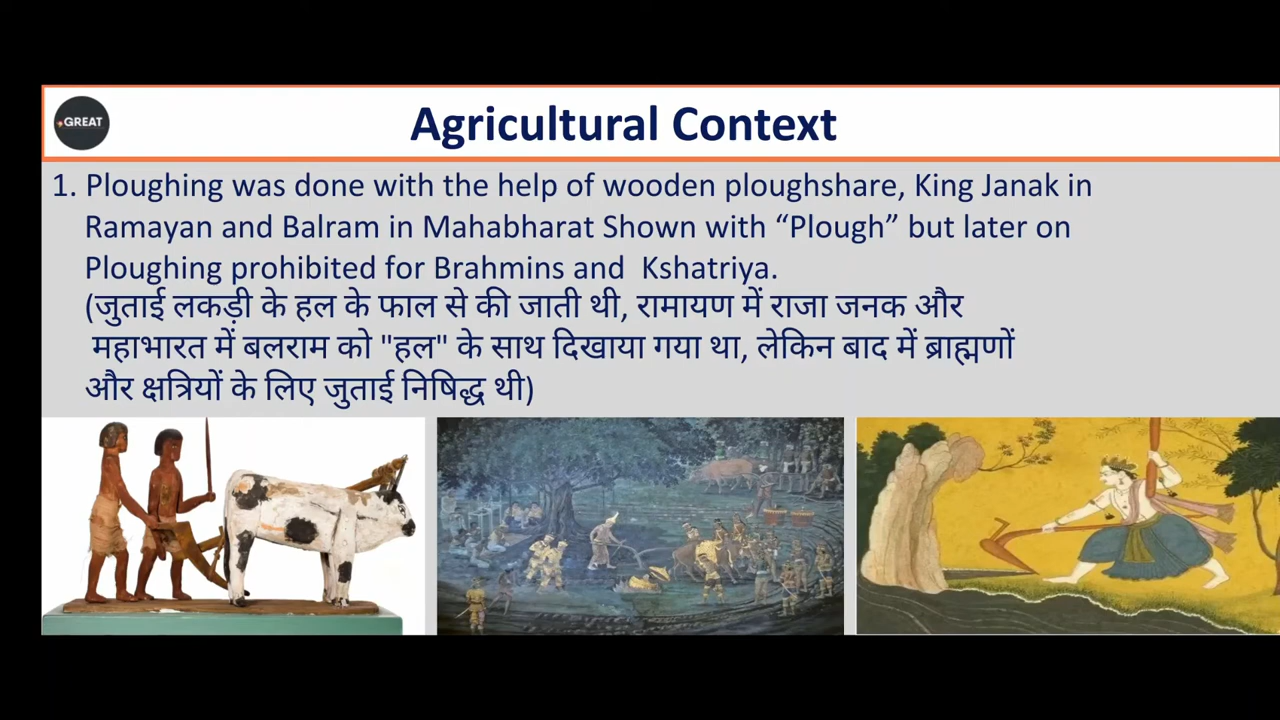 GREAT
Agricultural Context
1. Ploughing was done with the help of wooden ploughshare, King Janak in
Ramayan and Balram in Mahabharat Shown with “Plough” but later on
Ploughing prohibited for Brahmins and Kshatriya.
(जुताई लकड़ी के हल के फाल से की जाती थी, रामायण में राजा जनक और
महाभारत में बलराम को "हल" के साथ दिखाया गया था, लेकिन बाद में ब्राह्मणों
और क्षत्रियों के लिए जुताई निषिद्ध थी)